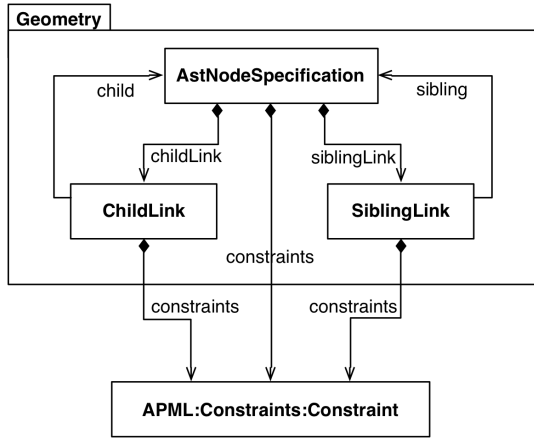 Geometry
AstNodeSpecification
child
sibling
childLink
siblingLink
ChildLink
SiblingLink
constraints
constraints
constraints
APML:Constraints:Constraint